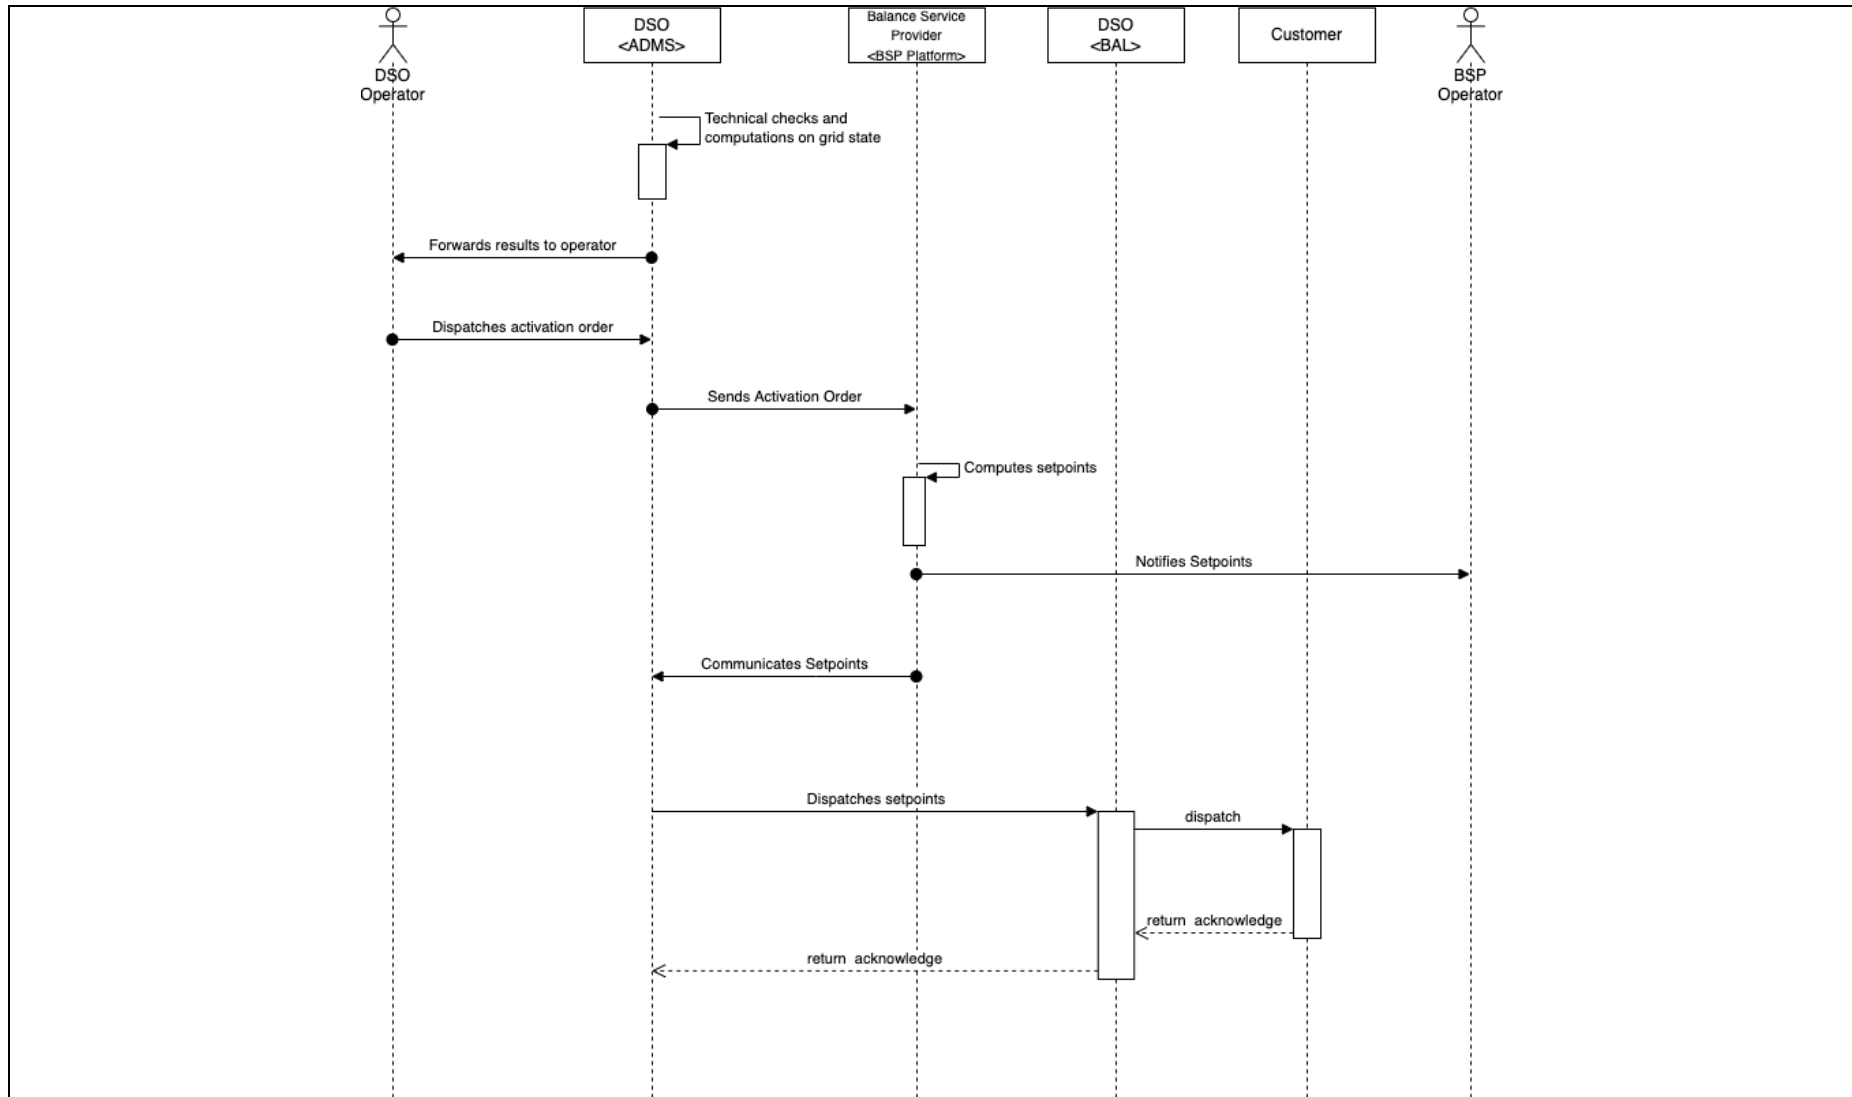 DSO
Operator
DSO
<ADMS>
Balance Service
Provider
<BSP Platform>
DSO
<BAL>
Customer
BSP
Operator
Technical checks and
computations on grid state
Forwards results to operator
Dispatches activation order
Sends Activation Order
Computes setpoints
Notifies Setpoints
Communicates Setpoints
Dispatches setpoints
dispatch
return acknowledge
return acknowledge